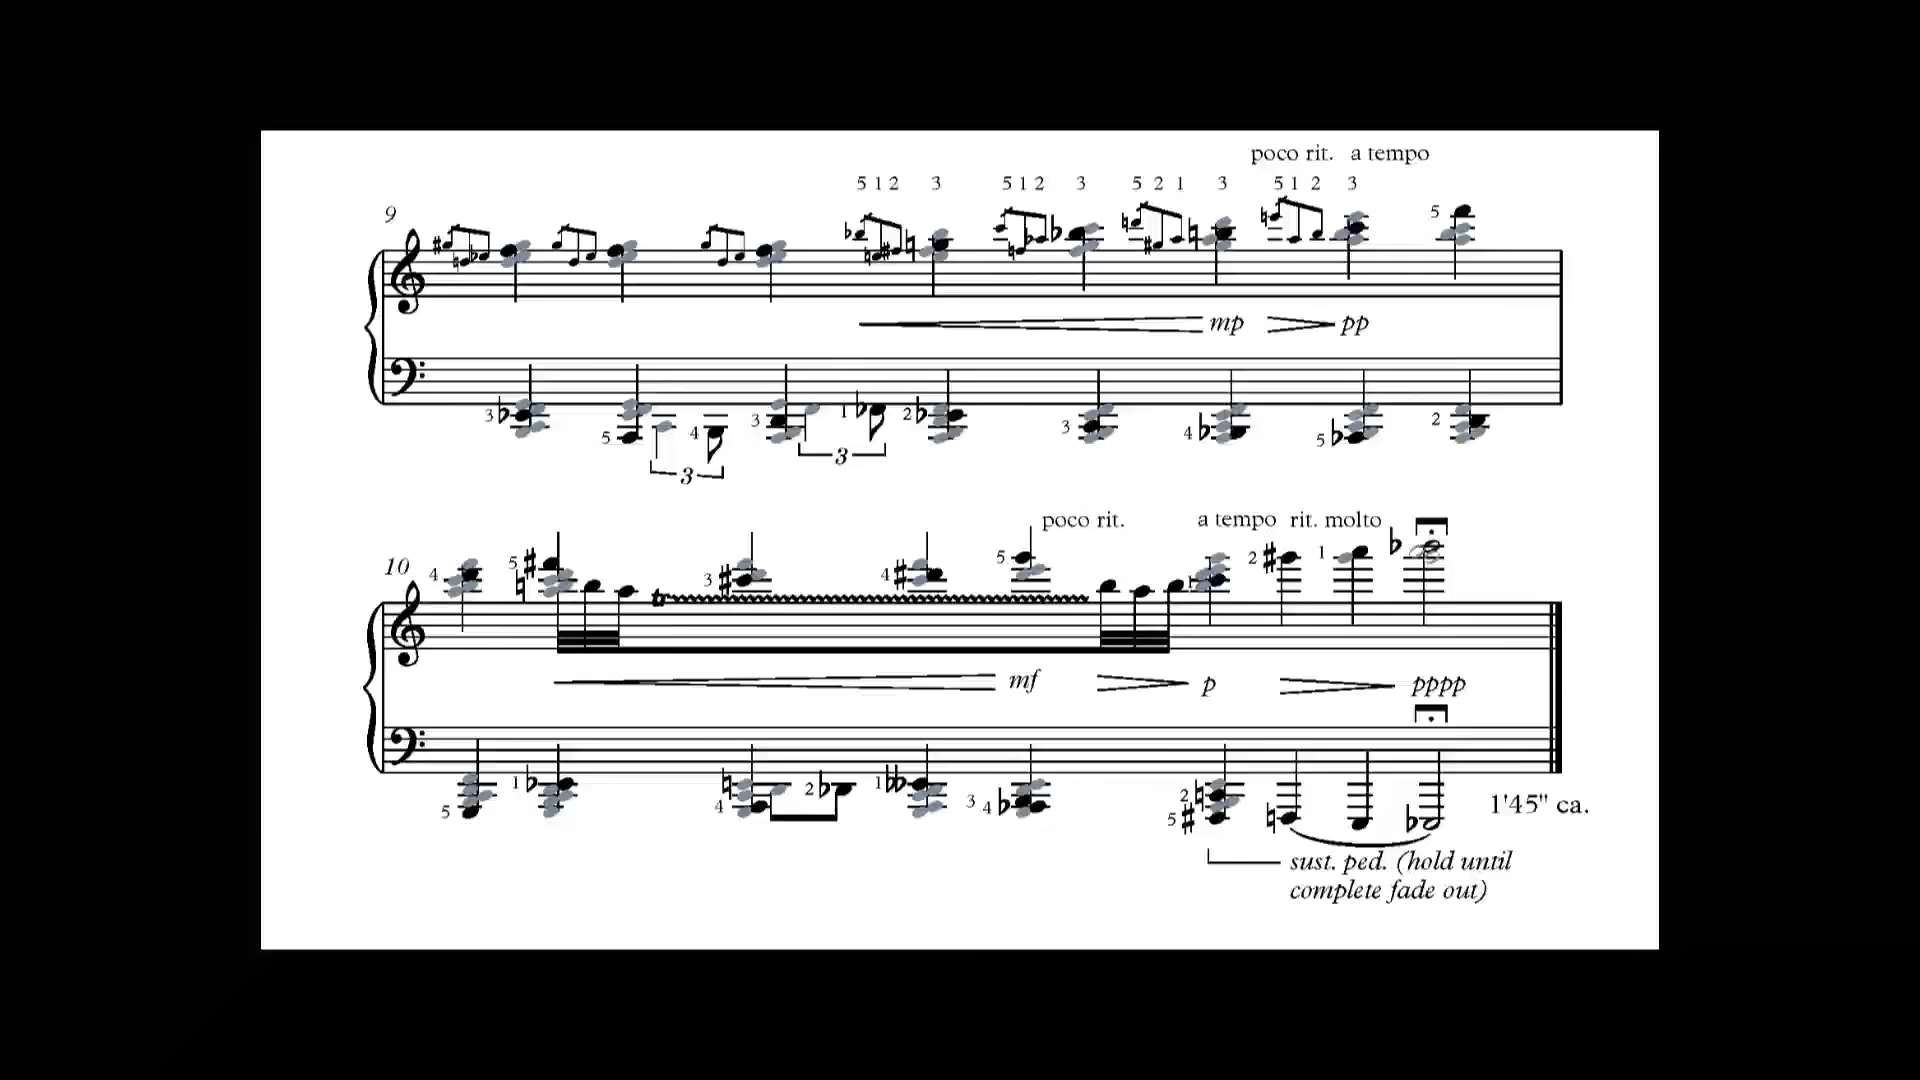 poco rit. a tempo
5 1 2 3 5 1 2 3 5 2 1 3 5 1 2 3
9
5
mp pp
3 5 4 3 1 2 3 4 5 2
3 3
poco rit. a tempo rit. molto
10
4 5 3 4 5 1 2 1
mf p pppp
5 1 4 2 1 3 4 2 5
1'45" ca.
sust. ped. (hold until
complete fade out)